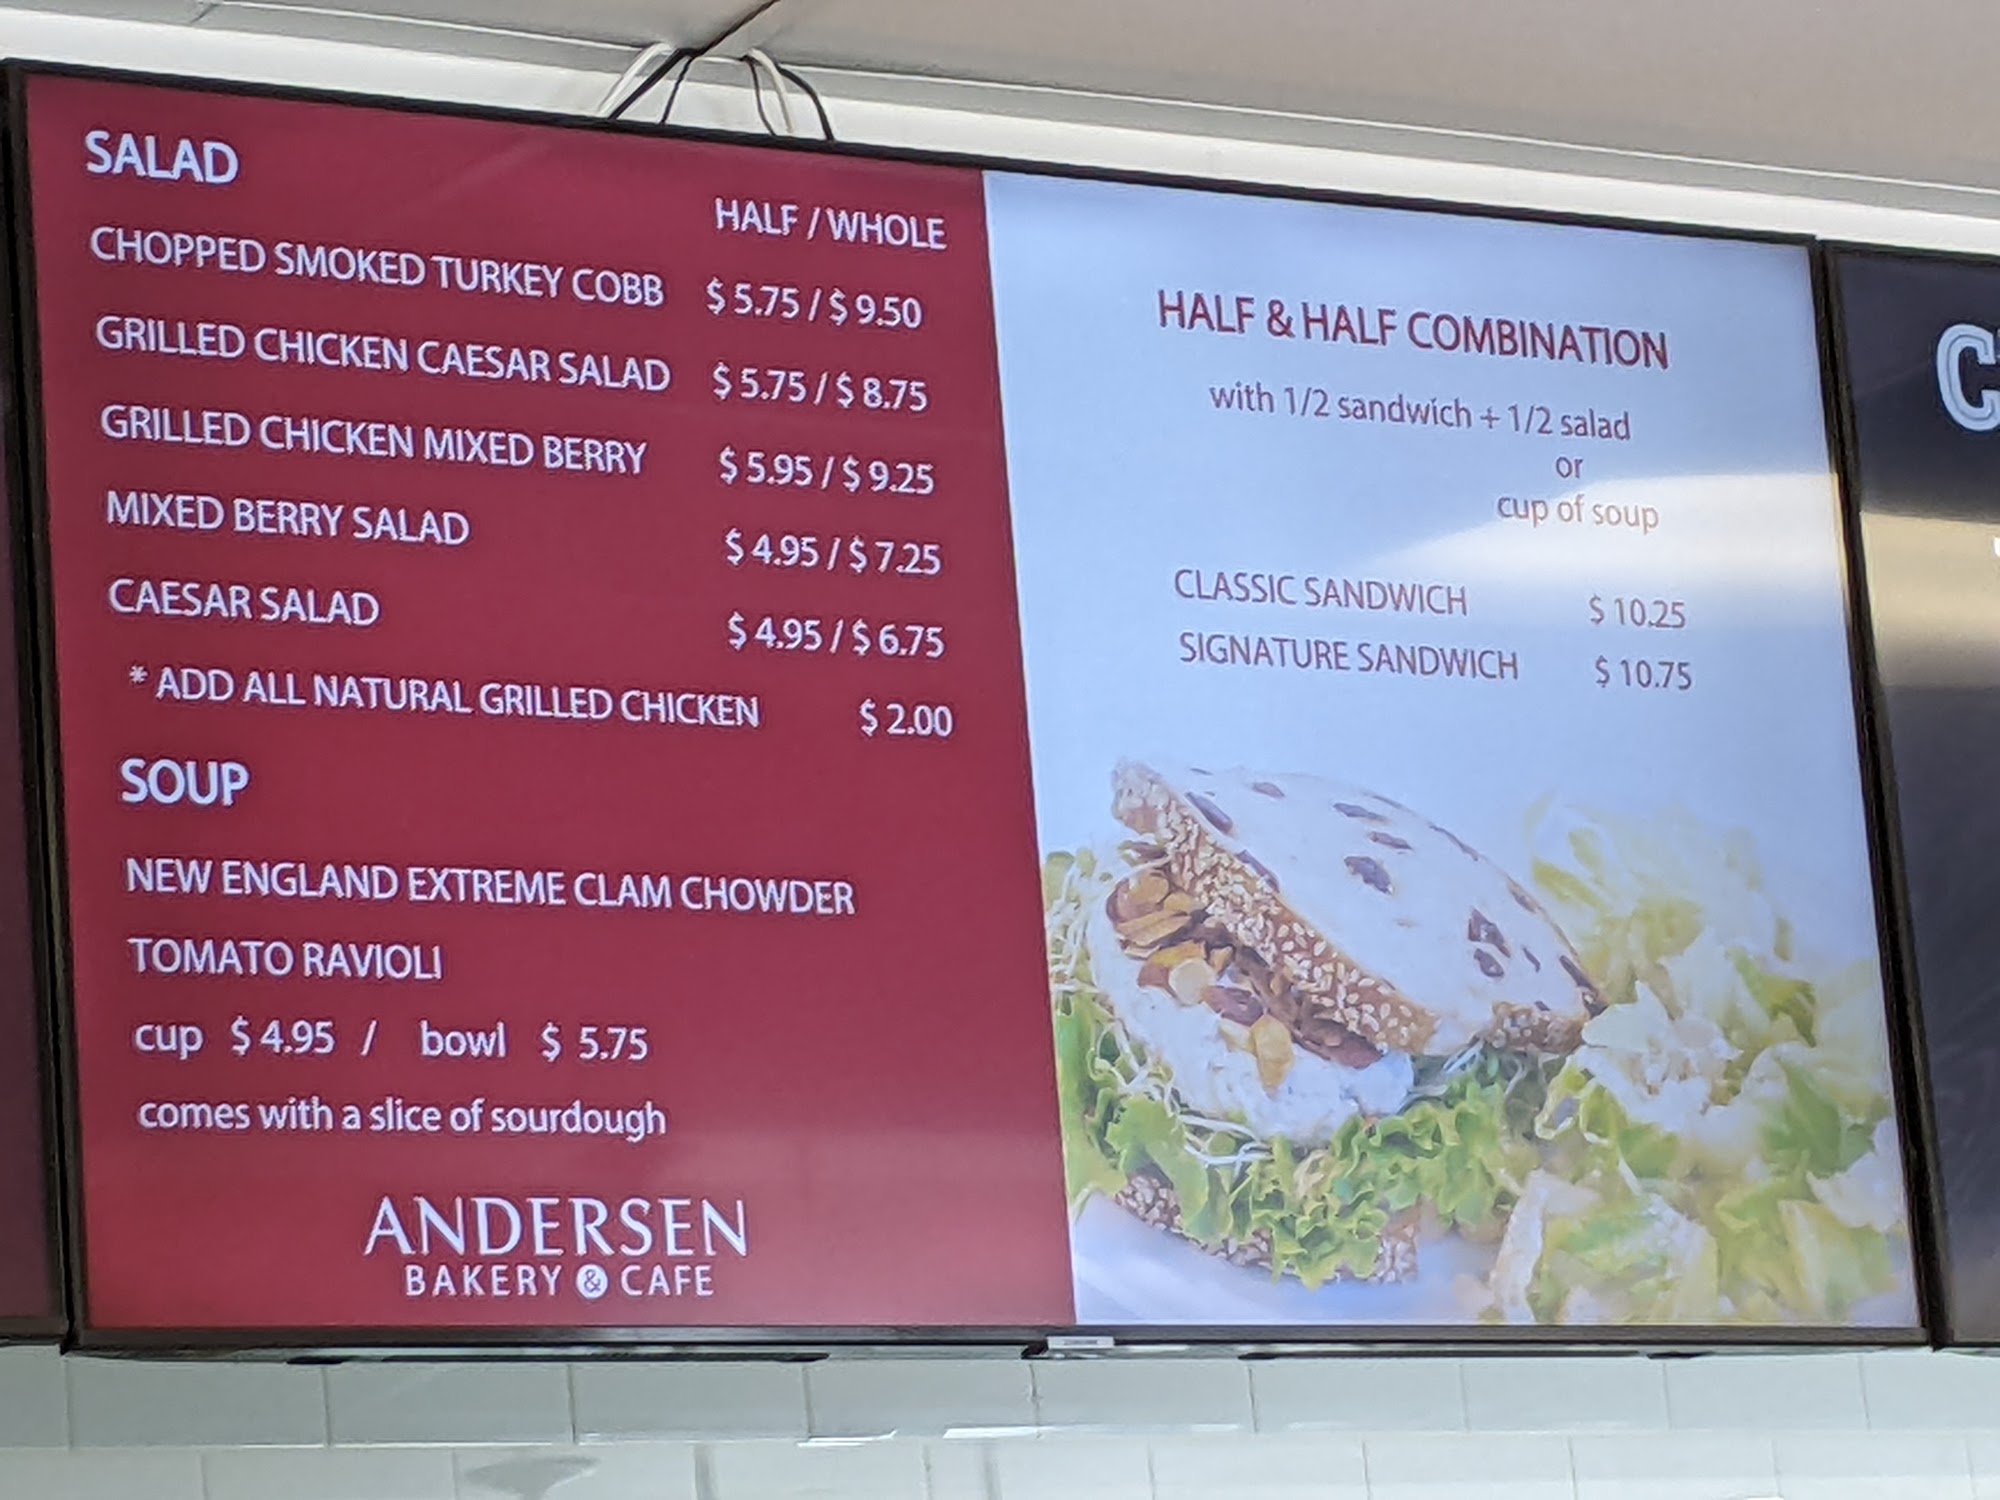 SALAD
HALF / WHOLE
CHOPPED SMOKED TURKEY COBB $ 5.75 / $ 9.50
GRILLED CHICKEN CAESAR SALAD $ 5.75 / $ 8.75
GRILLED CHICKEN MIXED BERRY $ 5.95 / $ 9.25
MIXED BERRY SALAD $ 4.95 / $ 7.25
CAESAR SALAD $ 4.95 / $ 6.75
* ADD ALL NATURAL GRILLED CHICKEN $ 2.00
SOUP
NEW ENGLAND EXTREME CLAM CHOWDER
TOMATO RAVIOLI
cup $ 4.95 / bowl $ 5.75
comes with a slice of sourdough
ANDERSEN
BAKERY & CAFE
HALF & HALF COMBINATION
with 1/2 sandwich + 1/2 salad
or
cup of soup
CLASSIC SANDWICH $ 10.25
SIGNATURE SANDWICH $ 10.75